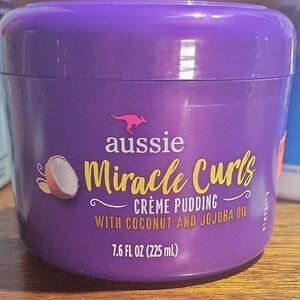 aussie
Miracle Curls
CRÈME PUDDING
WITH COCONUT AND JOJOBA OIL
7.6 FL OZ (225 mL)